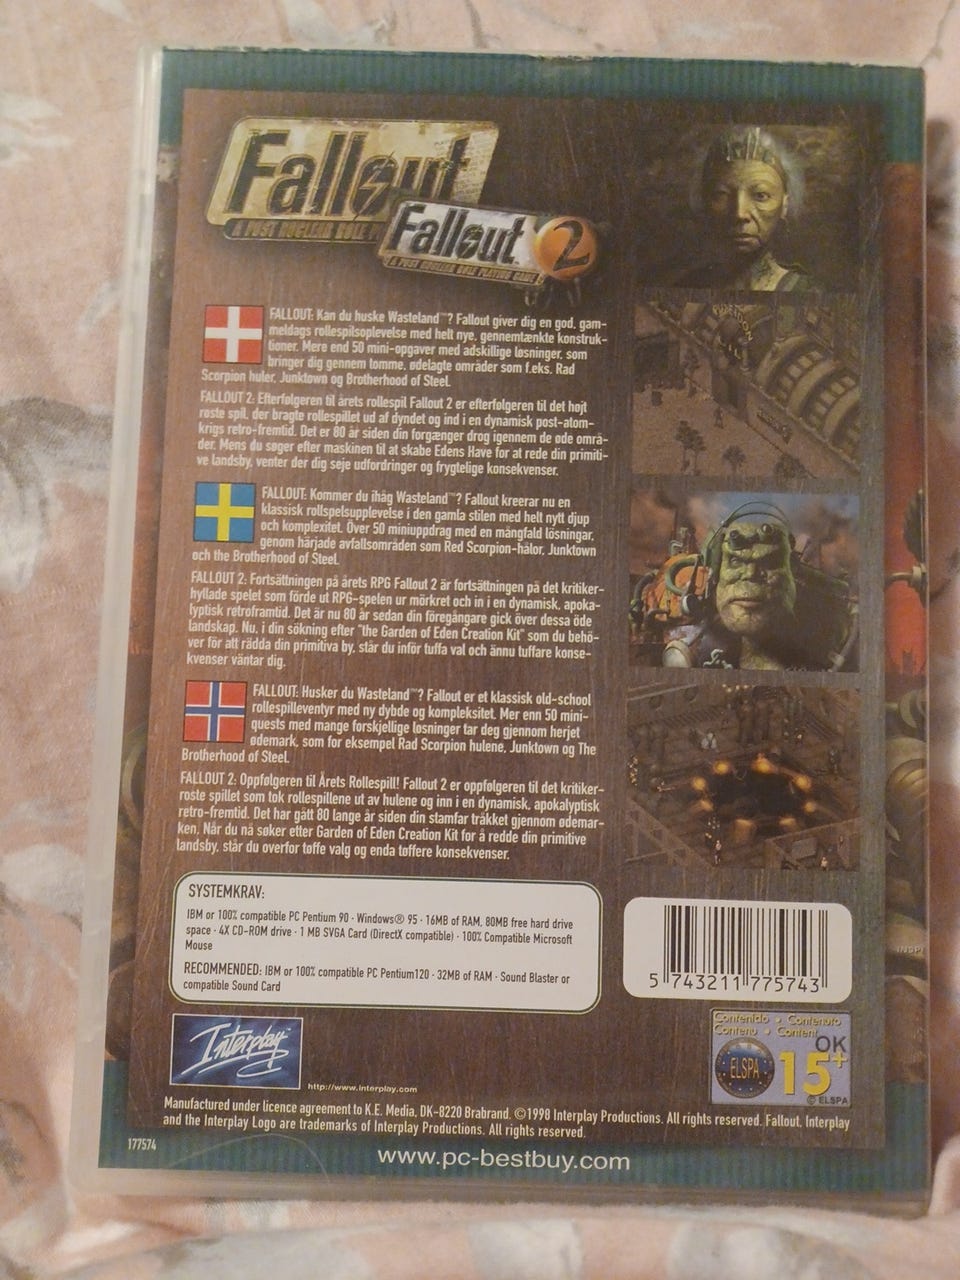 Fallout
A POST NUCLEAR ROLE P
Fallout 2
A POST NUCLEAR ROLE PLAYING GAME
FALLOUT: Kan du huske Wasteland™? Fallout giver dig en god, gam-
meldags rollespilsoplevelse med helt nye, gennemtænkte konstruk-
tioner. Mere end 50 mini-opgaver med adskillige løsninger, som
bringer dig gennem tomme, ødelagte områder som f.eks. Rad
Scorpion huler, Junktown og Brotherhood of Steel.
FALLOUT 2: Efterfølgeren til årets rollespil Fallout 2 er efterfølgeren til det højt
roste spil, der bragte rollespillet ud af dyndet og ind i en dynamisk post-atom-
krigs retro-fremtid. Det er 80 år siden din forgænger drog igennem de øde områ-
der. Mens du søger efter maskinen til at skabe Edens Have for at rede din primiti-
ve landsby, venter der dig seje udfordringer og frygtelige konsekvenser.
FALLOUT: Kommer du ihåg Wasteland™? Fallout kreerar nu en
klassisk rollspelsupplevelse i den gamla stilen med helt nytt djup
och komplexitet. Över 50 miniuppdrag med en mångfald lösningar,
genom härjade avfallsområden som Red Scorpion-hålor, Junktown
och the Brotherhood of Steel.
FALLOUT 2: Fortsättningen på årets RPG Fallout 2 är fortsättningen på det kritiker-
hyllade spelet som förde ut RPG-spelen ur mörkret och in i en dynamisk, apoka-
lyptisk retroframtid. Det är nu 80 år sedan din föregångare gick över dessa öde
landskap. Nu, i din sökning efter "the Garden of Eden Creation Kit" som du behö-
ver för att rädda din primitiva by, står du inför tuffa val och ännu tuffare konse-
kvenser väntar dig.
FALLOUT: Husker du Wasteland™? Fallout er et klassisk old-school
rollespilleventyr med ny dybde og kompleksitet. Mer enn 50 mini-
quests med mange forskjellige løsninger tar deg gjennom herjet
ødemark, som for eksempel Rad Scorpion hulene, Junktown og The
Brotherhood of Steel.
FALLOUT 2: Oppfølgeren til Årets Rollespill! Fallout 2 er oppfølgeren til det kritiker-
roste spillet som tok rollespillene ut av hulene og inn i en dynamisk, apokalyptisk
retro-fremtid. Det har gått 80 lange år siden din stamfar tråkket gjennom ødemar-
ken. Når du nå søker etter Garden of Eden Creation Kit for å redde din primitive
landsby, står du overfor tøffe valg og enda tøffere konsekvenser.
SYSTEMKRAV:
IBM or 100% compatible PC Pentium 90 · Windows® 95 · 16MB of RAM, 80MB free hard drive
space · 4X CD-ROM drive · 1 MB SVGA Card (DirectX compatible) · 100% Compatible Microsoft
Mouse
RECOMMENDED: IBM or 100% compatible PC Pentium120 · 32MB of RAM · Sound Blaster or
compatible Sound Card
5 743211 775743
Interplay™
http://www.interplay.com
Contenido · Contenuto
Contenu · Content
OK
ELSPA
15+
© ELSPA
Manufactured under licence agreement to K.E. Media, DK-8220 Brabrand. ©1998 Interplay Productions. All rights reserved. Fallout, Interplay
and the Interplay Logo are trademarks of Interplay Productions. All rights reserved.
177574
www.pc-bestbuy.com